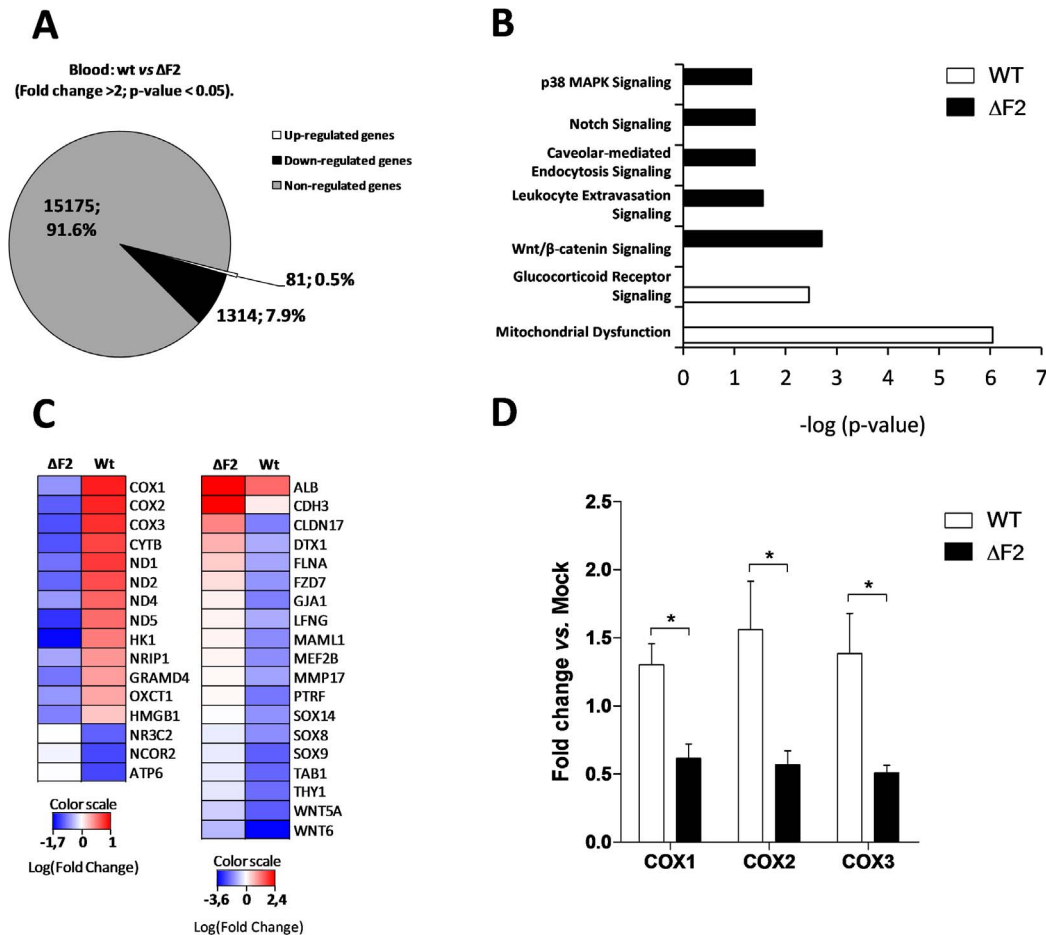 A
Blood: wt vs ΔF2
(Fold change >2; p-value < 0.05).
Up-regulated genes
Down-regulated genes
Non-regulated genes
15175;
91.6%
81; 0.5%
1314; 7.9%
B
WT
ΔF2
p38 MAPK Signaling
Notch Signaling
Caveolar-mediated
Endocytosis Signaling
Leukocyte Extravasation
Signaling
Wnt/β-catenin Signaling
Glucocorticoid Receptor
Signaling
Mitochondrial Dysfunction
0 1 2 3 4 5 6 7
-log (p-value)
C
ΔF2 Wt
COX1
COX2
COX3
CYTB
ND1
ND2
ND4
ND5
HK1
NRIP1
GRAMD4
OXCT1
HMGB1
NR3C2
NCOR2
ATP6
Color scale
-1,7 0 1
Log(Fold Change)
ΔF2 Wt
ALB
CDH3
CLDN17
DTX1
FLNA
FZD7
GJA1
LFNG
MAML1
MEF2B
MMP17
PTRF
SOX14
SOX8
SOX9
TAB1
THY1
WNT5A
WNT6
Color scale
-3,6 0 2,4
Log(Fold Change)
D
WT
ΔF2
Fold change vs. Mock
2.5
2.0
1.5
1.0
0.5
0.0
* * *
COX1 COX2 COX3